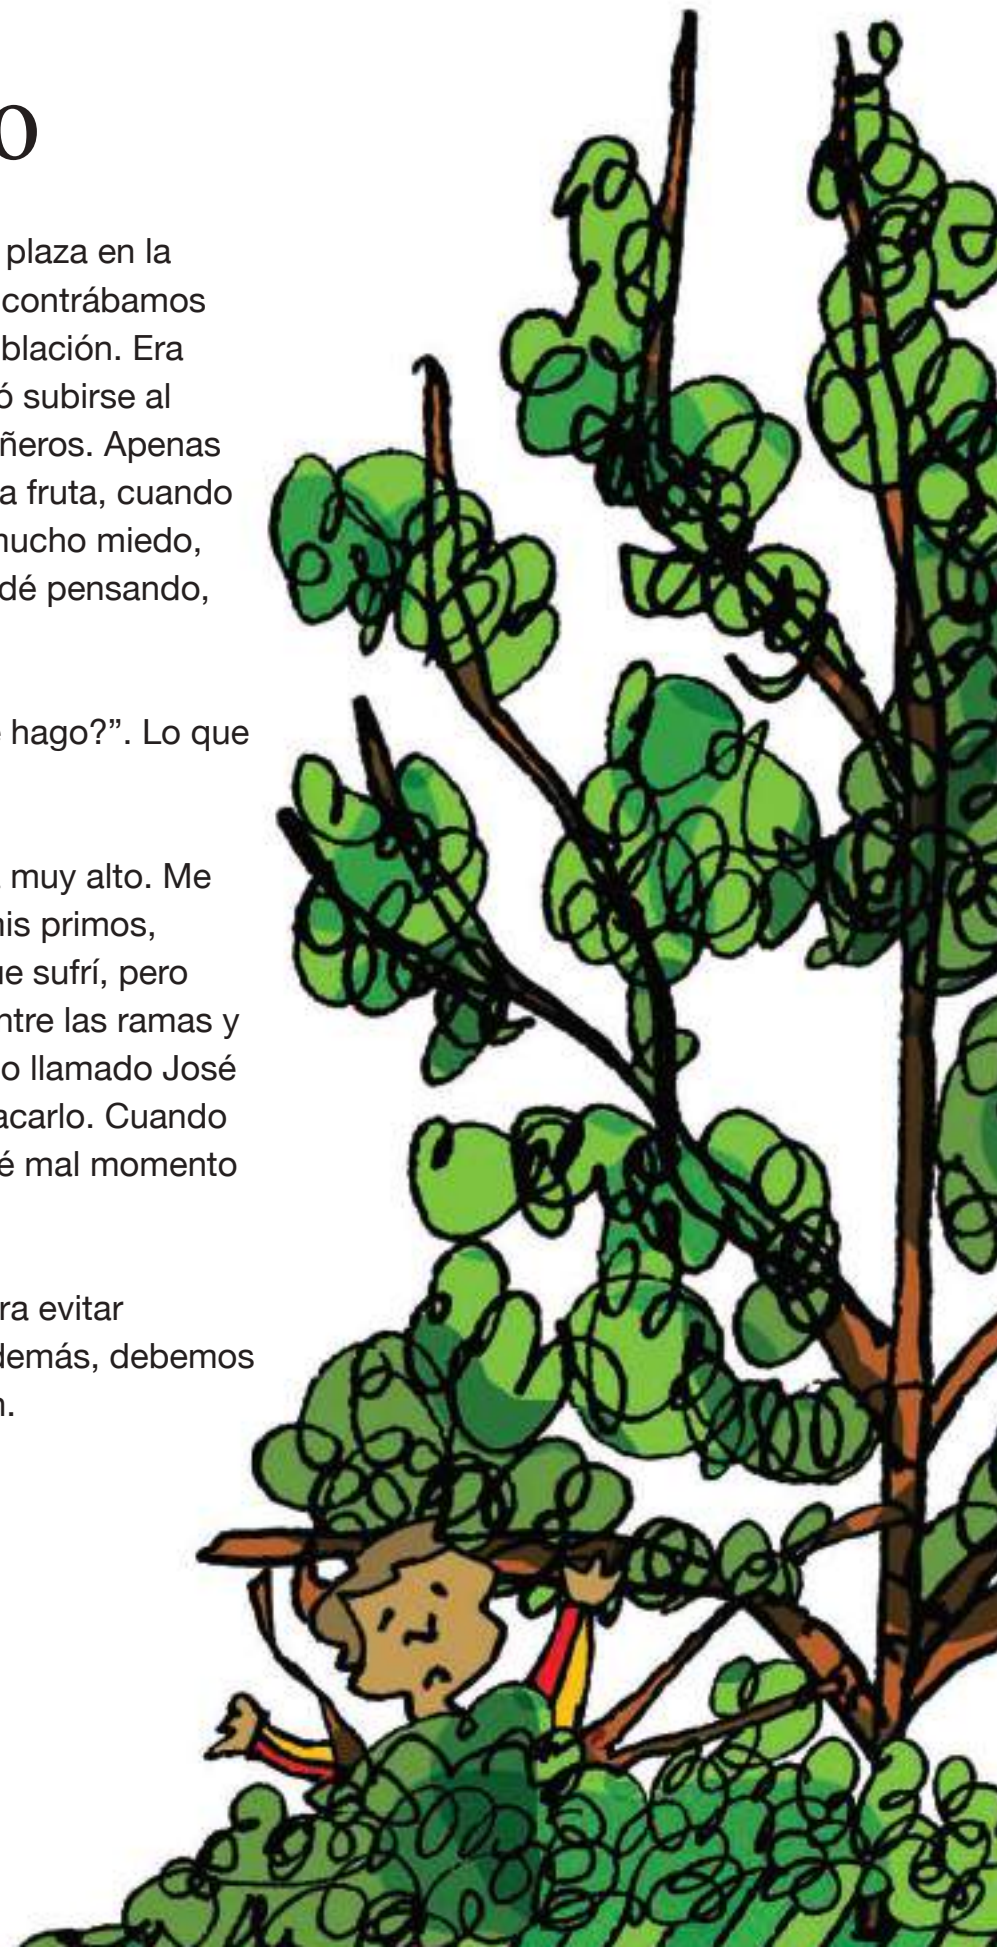 o
plaza en la
contrábamos
blación. Era
ó subirse al
ñeros. Apenas
a fruta, cuando
mucho miedo,
dé pensando,
hago?”. Lo que
muy alto. Me
mis primos,
ue sufrí, pero
ntre las ramas y
o llamado José
acarlo. Cuando
é mal momento
ra evitar
demás, debemos
n.